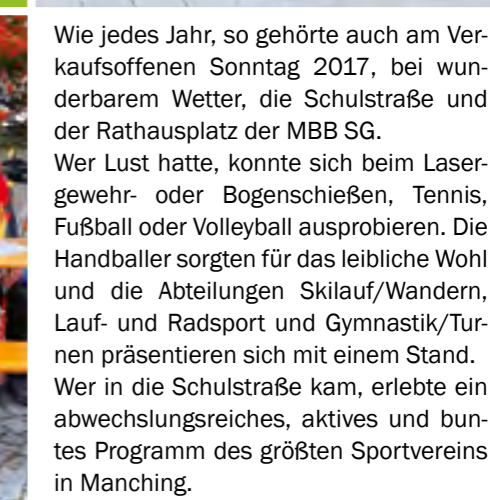 Wie jedes Jahr, so gehörte auch am Ver-
kaufsoffenen Sonntag 2017, bei wun-
derbarem Wetter, die Schulstraße und
der Rathausplatz der MBB SG.
Wer Lust hatte, konnte sich beim Laser-
gewehr- oder Bogenschießen, Tennis,
Fußball oder Volleyball ausprobieren. Die
Handballer sorgten für das leibliche Wohl
und die Abteilungen Skilauf/Wandern,
Lauf- und Radsport und Gymnastik/Tur-
nen präsentieren sich mit einem Stand.
Wer in die Schulstraße kam, erlebte ein
abwechslungsreiches, aktives und bun-
tes Programm des größten Sportvereins
in Manching.